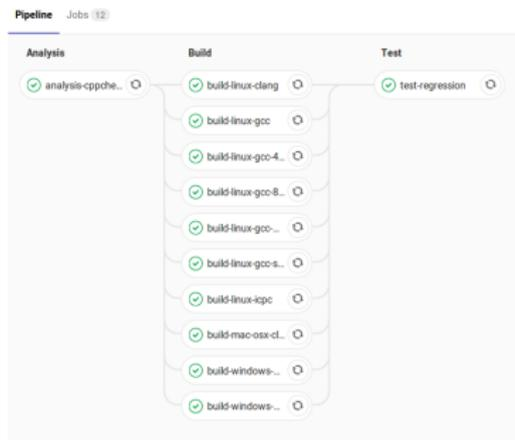 Pipeline Jobs 12
Analysis Build Test
analysis-cppche... build-linux-clang test-regression
build-linux-gcc
build-linux-gcc-4...
build-linux-gcc-8...
build-linux-gcc-...
build-linux-gcc-s...
build-linux-icpc
build-mac-osx-cl...
build-windows-...
build-windows-...